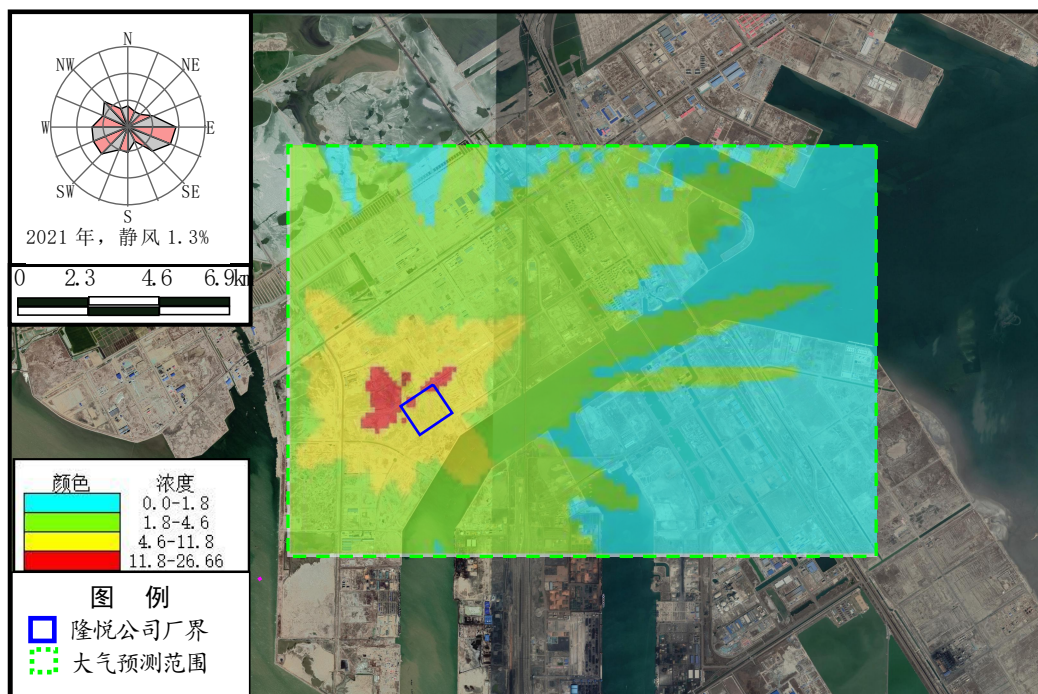 N
NW NE
W E
SW SE
S
2021 年，静风 1.3%
0 2.3 4.6 6.9km
颜色 浓度
0.0-1.8
1.8-4.6
4.6-11.8
11.8-26.66
图 例
隆悦公司厂界
大气预测范围